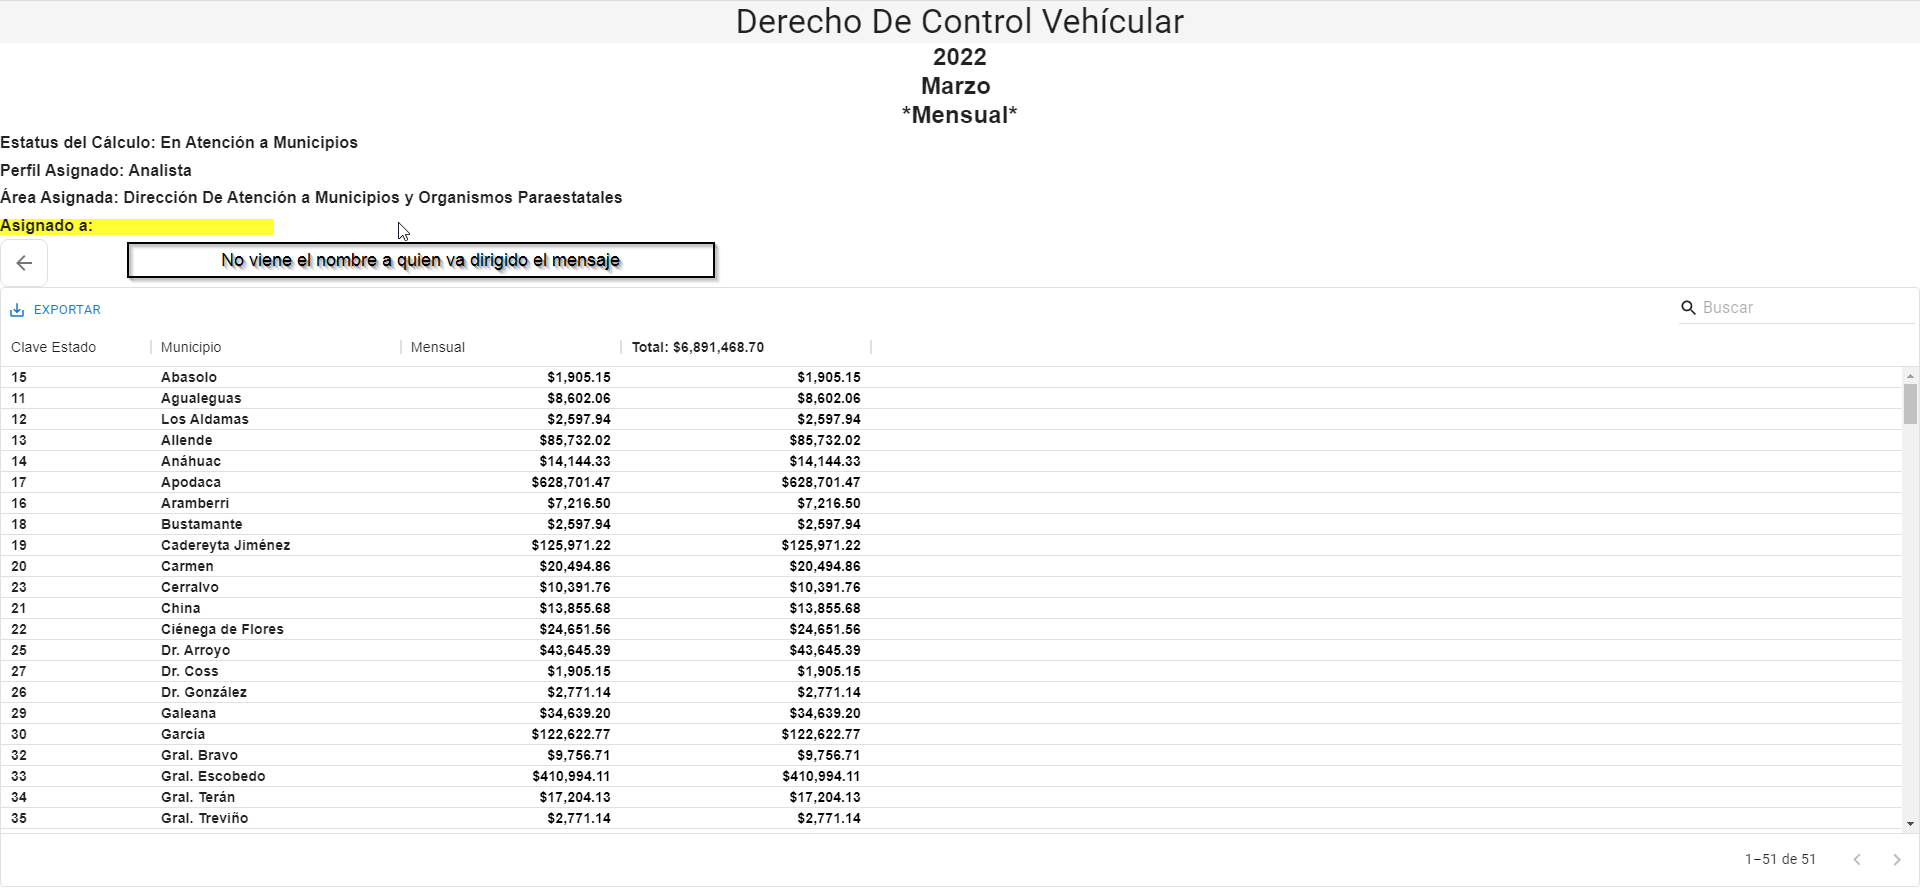 Derecho De Control Vehícular
2022
Marzo
*Mensual*
Estatus del Cálculo: En Atención a Municipios
Perfil Asignado: Analista
Área Asignada: Dirección De Atención a Municipios y Organismos Paraestatales
Asignado a:
No viene el nombre a quien va dirigido el mensaje
EXPORTAR
Buscar
Clave Estado Municipio Mensual Total: $6,891,468.70
15 Abasolo $1,905.15 $1,905.15
11 Agualeguas $8,602.06 $8,602.06
12 Los Aldamas $2,597.94 $2,597.94
13 Allende $85,732.02 $85,732.02
14 Anáhuac $14,144.33 $14,144.33
17 Apodaca $628,701.47 $628,701.47
16 Aramberri $7,216.50 $7,216.50
18 Bustamante $2,597.94 $2,597.94
19 Cadereyta Jiménez $125,971.22 $125,971.22
20 Carmen $20,494.86 $20,494.86
23 Cerralvo $10,391.76 $10,391.76
21 China $13,855.68 $13,855.68
22 Ciénega de Flores $24,651.56 $24,651.56
25 Dr. Arroyo $43,645.39 $43,645.39
27 Dr. Coss $1,905.15 $1,905.15
26 Dr. González $2,771.14 $2,771.14
29 Galeana $34,639.20 $34,639.20
30 García $122,622.77 $122,622.77
32 Gral. Bravo $9,756.71 $9,756.71
33 Gral. Escobedo $410,994.11 $410,994.11
34 Gral. Terán $17,204.13 $17,204.13
35 Gral. Treviño $2,771.14 $2,771.14
1–51 de 51